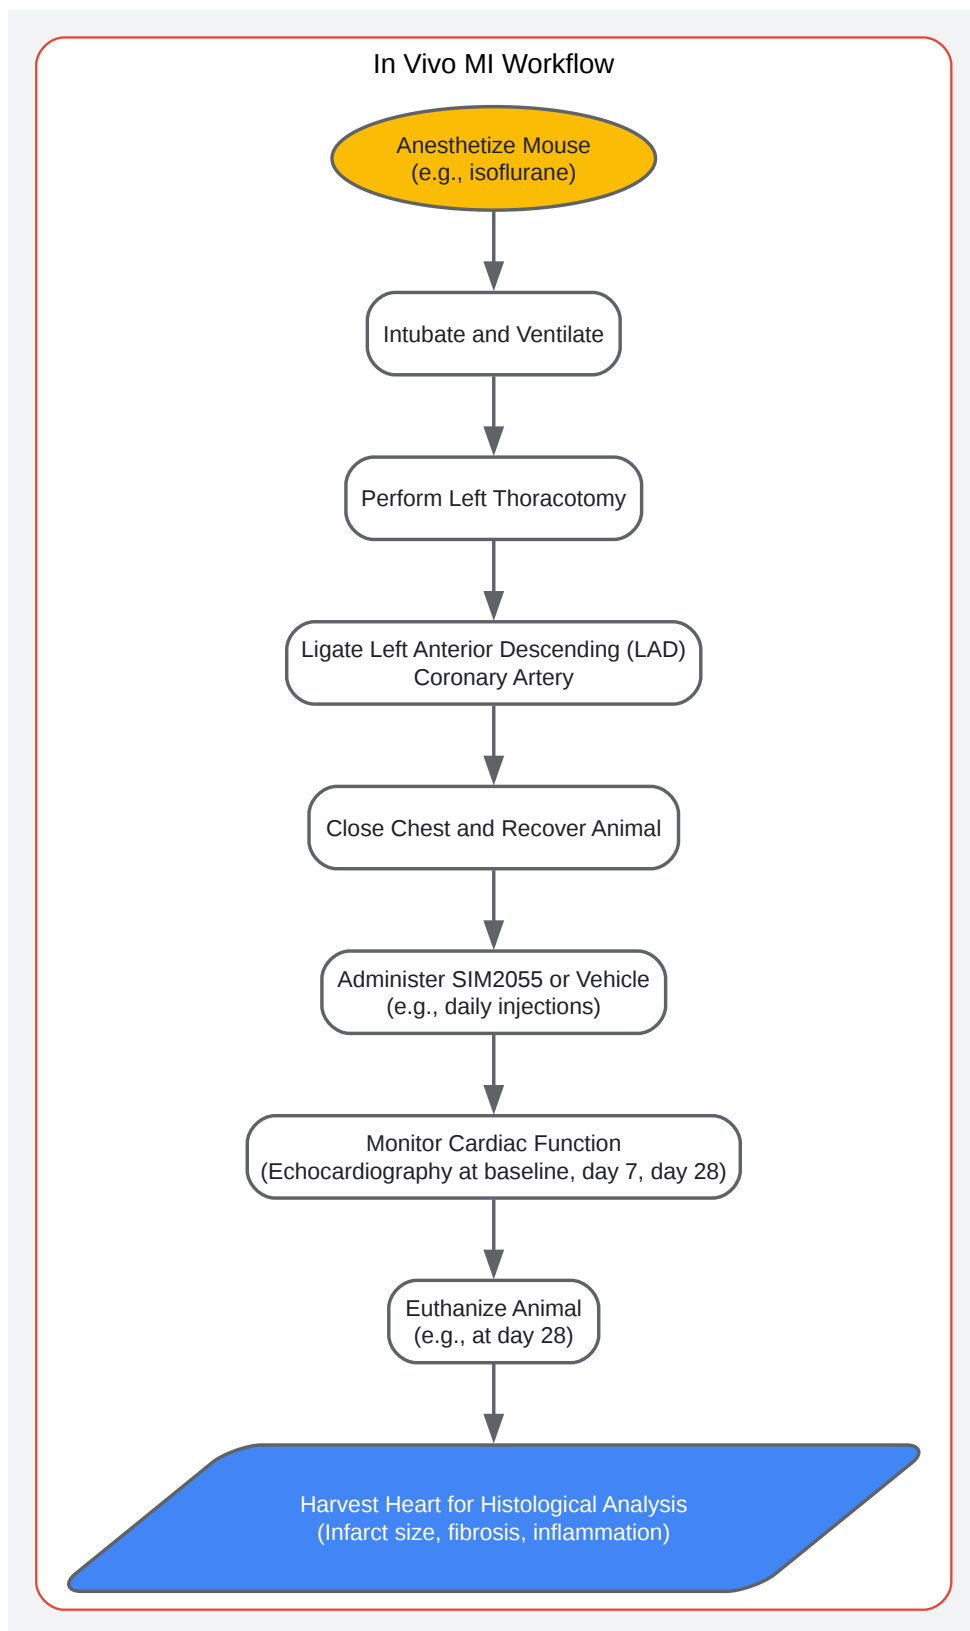 In Vivo MI Workflow
Anesthetize Mouse
(e.g., isoflurane)
Intubate and Ventilate
Perform Left Thoracotomy
Ligate Left Anterior Descending (LAD)
Coronary Artery
Close Chest and Recover Animal
Administer SIM2055 or Vehicle
(e.g., daily injections)
Monitor Cardiac Function
(Echocardiography at baseline, day 7, day 28)
Euthanize Animal
(e.g., at day 28)
Harvest Heart for Histological Analysis
(Infarct size, fibrosis, inflammation)